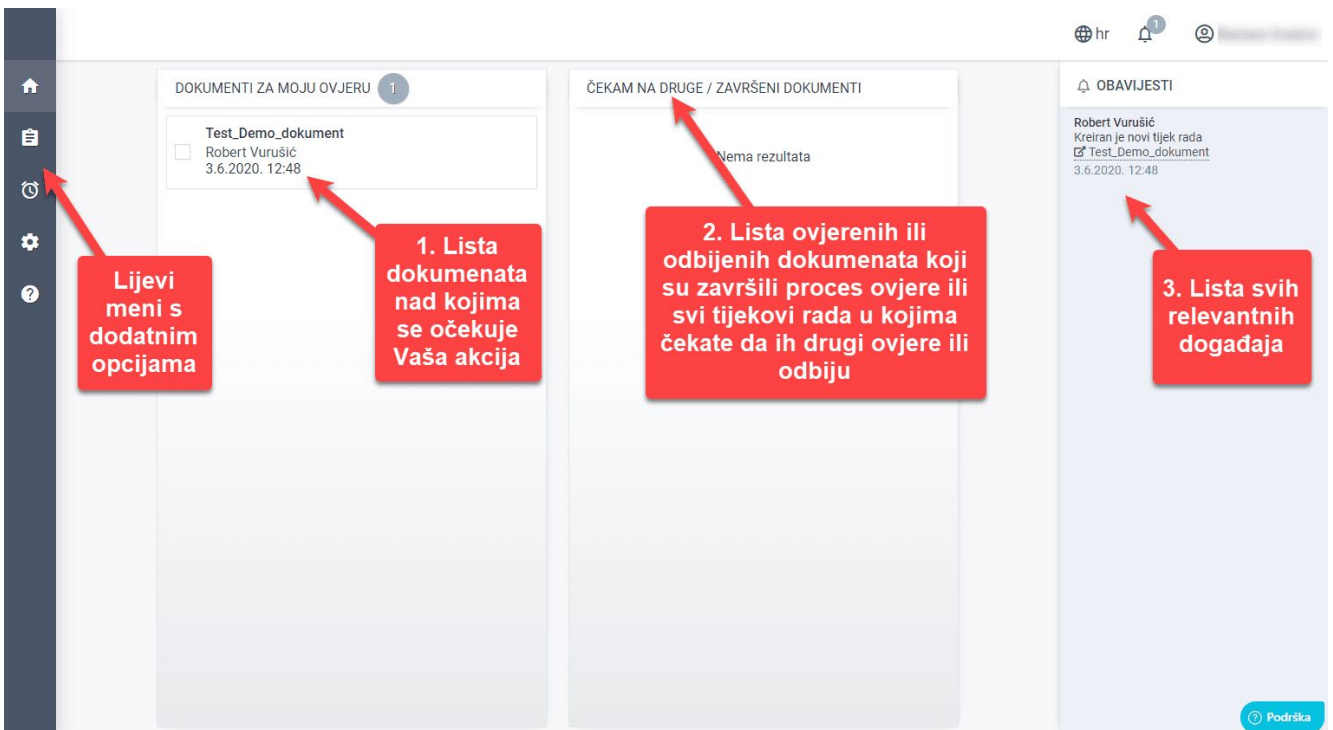 hr
1
DOKUMENTI ZA MOJU OVJERU 1
Test_Demo_dokument
Robert Vurušić
3.6.2020. 12:48
ČEKAM NA DRUGE / ZAVRŠENI DOKUMENTI
Nema rezultata
OBAVIJESTI
Robert Vurušić
Kreiran je novi tijek rada
Test_Demo_dokument
3.6.2020. 12:48
Lijevi
meni s
dodatnim
opcijama
1. Lista
dokumenata
nad kojima
se očekuje
Vaša akcija
2. Lista ovjerenih ili
odbijenih dokumenata koji
su završili proces ovjere ili
svi tijekovi rada u kojima
čekate da ih drugi ovjere ili
odbiju
3. Lista svih
relevantnih
događaja
Podrška